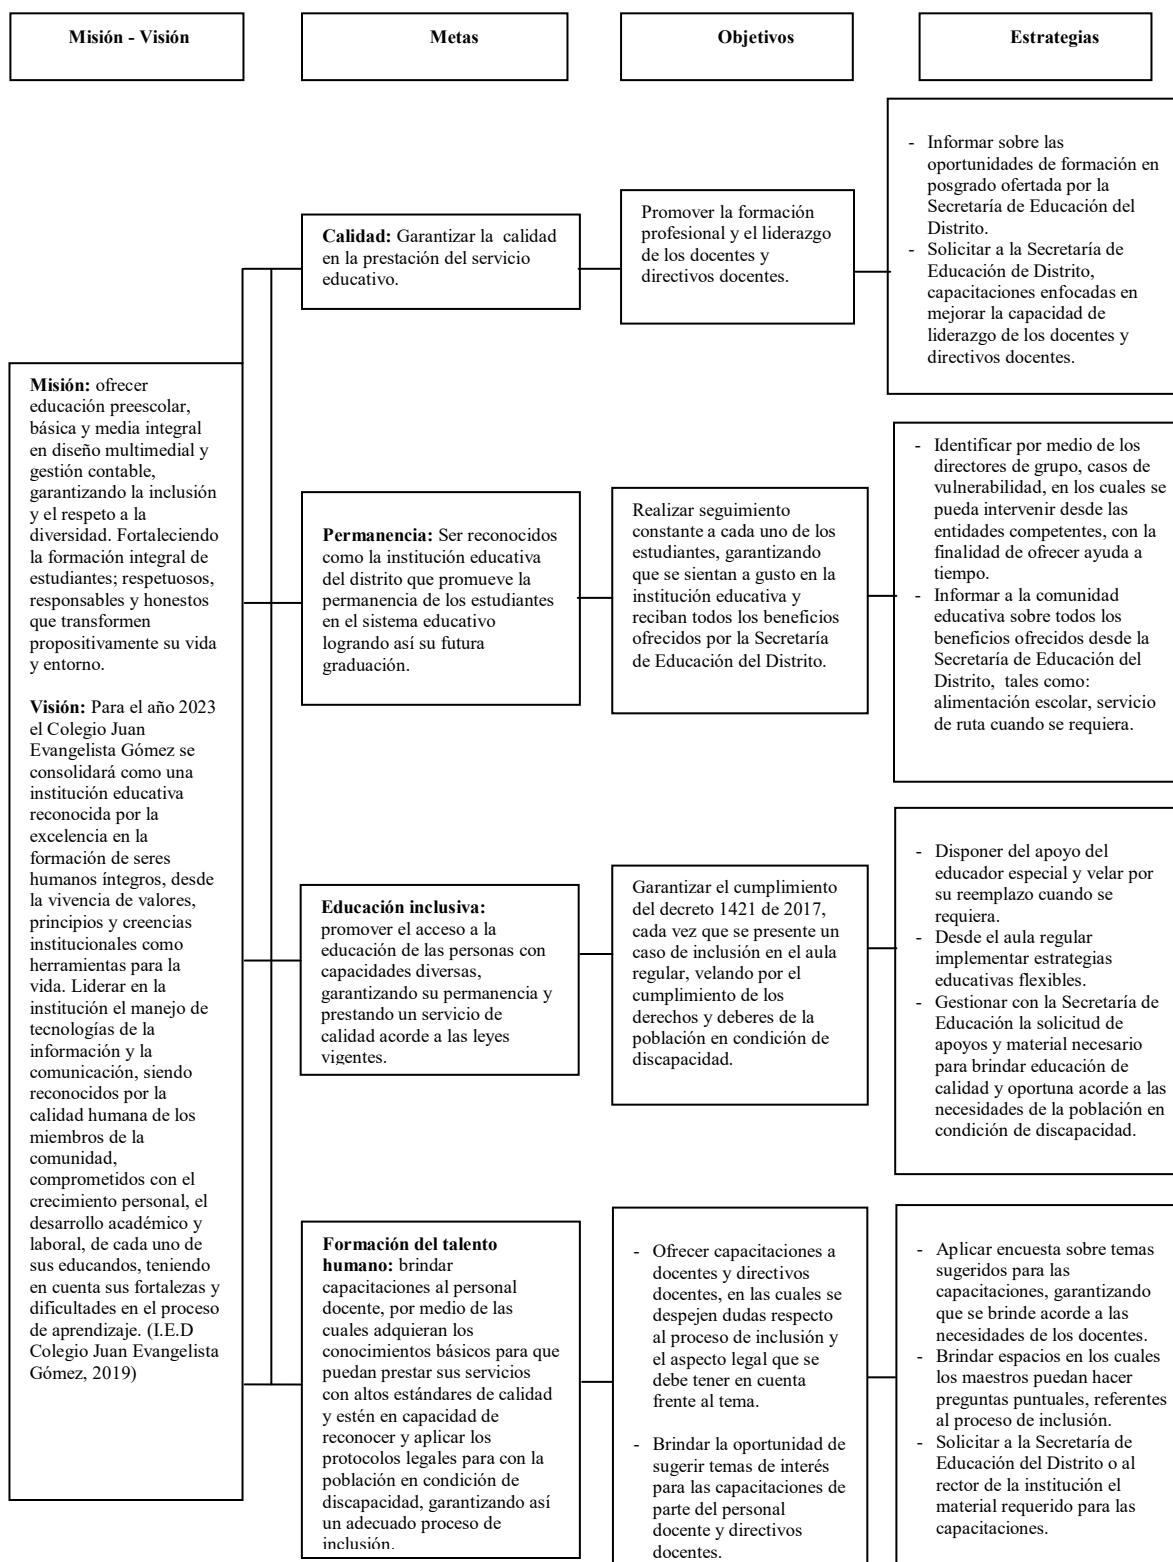 Misión - Visión
Metas
Objetivos
Estrategias
Misión: ofrecer
educación preescolar,
básica y media integral
en diseño multimedial y
gestión contable,
garantizando la inclusión
y el respeto a la
diversidad. Fortaleciendo
la formación integral de
estudiantes; respetuosos,
responsables y honestos
que transformen
propositivamente su vida
y entorno.
Visión: Para el año 2023
el Colegio Juan
Evangelista Gómez se
consolidará como una
institución educativa
reconocida por la
excelencia en la
formación de seres
humanos íntegros, desde
la vivencia de valores,
principios y creencias
institucionales como
herramientas para la
vida. Liderar en la
institución el manejo de
tecnologías de la
información y la
comunicación, siendo
reconocidos por la
calidad humana de los
miembros de la
comunidad,
comprometidos con el
crecimiento personal, el
desarrollo académico y
laboral, de cada uno de
sus educandos, teniendo
en cuenta sus fortalezas y
dificultades en el proceso
de aprendizaje. (I.E.D
Colegio Juan Evangelista
Gómez, 2019)
Calidad: Garantizar la calidad
en la prestación del servicio
educativo.
Promover la formación
profesional y el liderazgo
de los docentes y
directivos docentes.
- Informar sobre las
oportunidades de formación en
posgrado ofertada por la
Secretaría de Educación del
Distrito.
- Solicitar a la Secretaría de
Educación de Distrito,
capacitaciones enfocadas en
mejorar la capacidad de
liderazgo de los docentes y
directivos docentes.
Permanencia: Ser reconocidos
como la institución educativa
del distrito que promueve la
permanencia de los estudiantes
en el sistema educativo
logrando así su futura
graduación.
Realizar seguimiento
constante a cada uno de los
estudiantes, garantizando
que se sientan a gusto en la
institución educativa y
reciban todos los beneficios
ofrecidos por la Secretaría
de Educación del Distrito.
- Identificar por medio de los
directores de grupo, casos de
vulnerabilidad, en los cuales se
pueda intervenir desde las
entidades competentes, con la
finalidad de ofrecer ayuda a
tiempo.
- Informar a la comunidad
educativa sobre todos los
beneficios ofrecidos desde la
Secretaría de Educación del
Distrito, tales como:
alimentación escolar, servicio
de ruta cuando se requiera.
Educación inclusiva:
promover el acceso a la
educación de las personas con
capacidades diversas,
garantizando su permanencia y
prestando un servicio de
calidad acorde a las leyes
vigentes.
Garantizar el cumplimiento
del decreto 1421 de 2017,
cada vez que se presente un
caso de inclusión en el aula
regular, velando por el
cumplimiento de los
derechos y deberes de la
población en condición de
discapacidad.
- Disponer del apoyo del
educador especial y velar por
su reemplazo cuando se
requiera.
- Desde el aula regular
implementar estrategias
educativas flexibles.
- Gestionar con la Secretaría de
Educación la solicitud de
apoyos y material necesario
para brindar educación de
calidad y oportuna acorde a las
necesidades de la población en
condición de discapacidad.
Formación del talento
humano: brindar
capacitaciones al personal
docente, por medio de las
cuales adquieran los
conocimientos básicos para que
puedan prestar sus servicios
con altos estándares de calidad
y estén en capacidad de
reconocer y aplicar los
protocolos legales para con la
población en condición de
discapacidad, garantizando así
un adecuado proceso de
inclusión.
- Ofrecer capacitaciones a
docentes y directivos
docentes, en las cuales se
despejen dudas respecto
al proceso de inclusión y
el aspecto legal que se
debe tener en cuenta
frente al tema.
- Brindar la oportunidad de
sugerir temas de interés
para las capacitaciones de
parte del personal
docente y directivos
docentes.
- Aplicar encuesta sobre temas
sugeridos para las
capacitaciones, garantizando
que se brinde acorde a las
necesidades de los docentes.
- Brindar espacios en los cuales
los maestros puedan hacer
preguntas puntuales, referentes
al proceso de inclusión.
- Solicitar a la Secretaría de
Educación del Distrito o al
rector de la institución el
material requerido para las
capacitaciones.